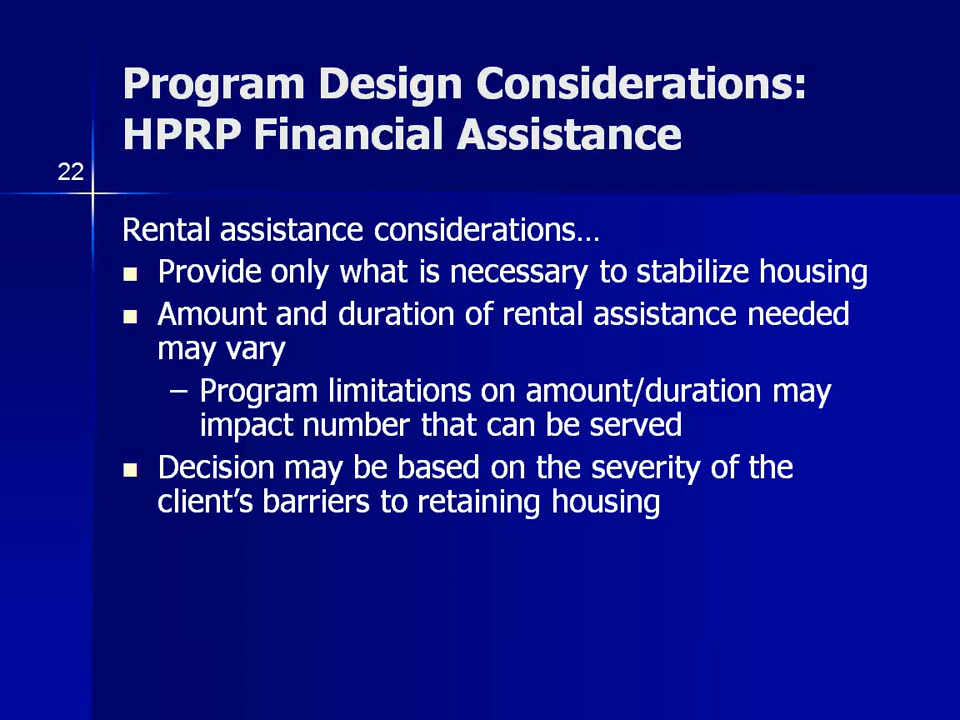 Program Design Considerations:
HPRP Financial Assistance
22
Rental assistance considerations…
■ Provide only what is necessary to stabilize housing
■ Amount and duration of rental assistance needed
may vary
– Program limitations on amount/duration may
impact number that can be served
■ Decision may be based on the severity of the
client’s barriers to retaining housing